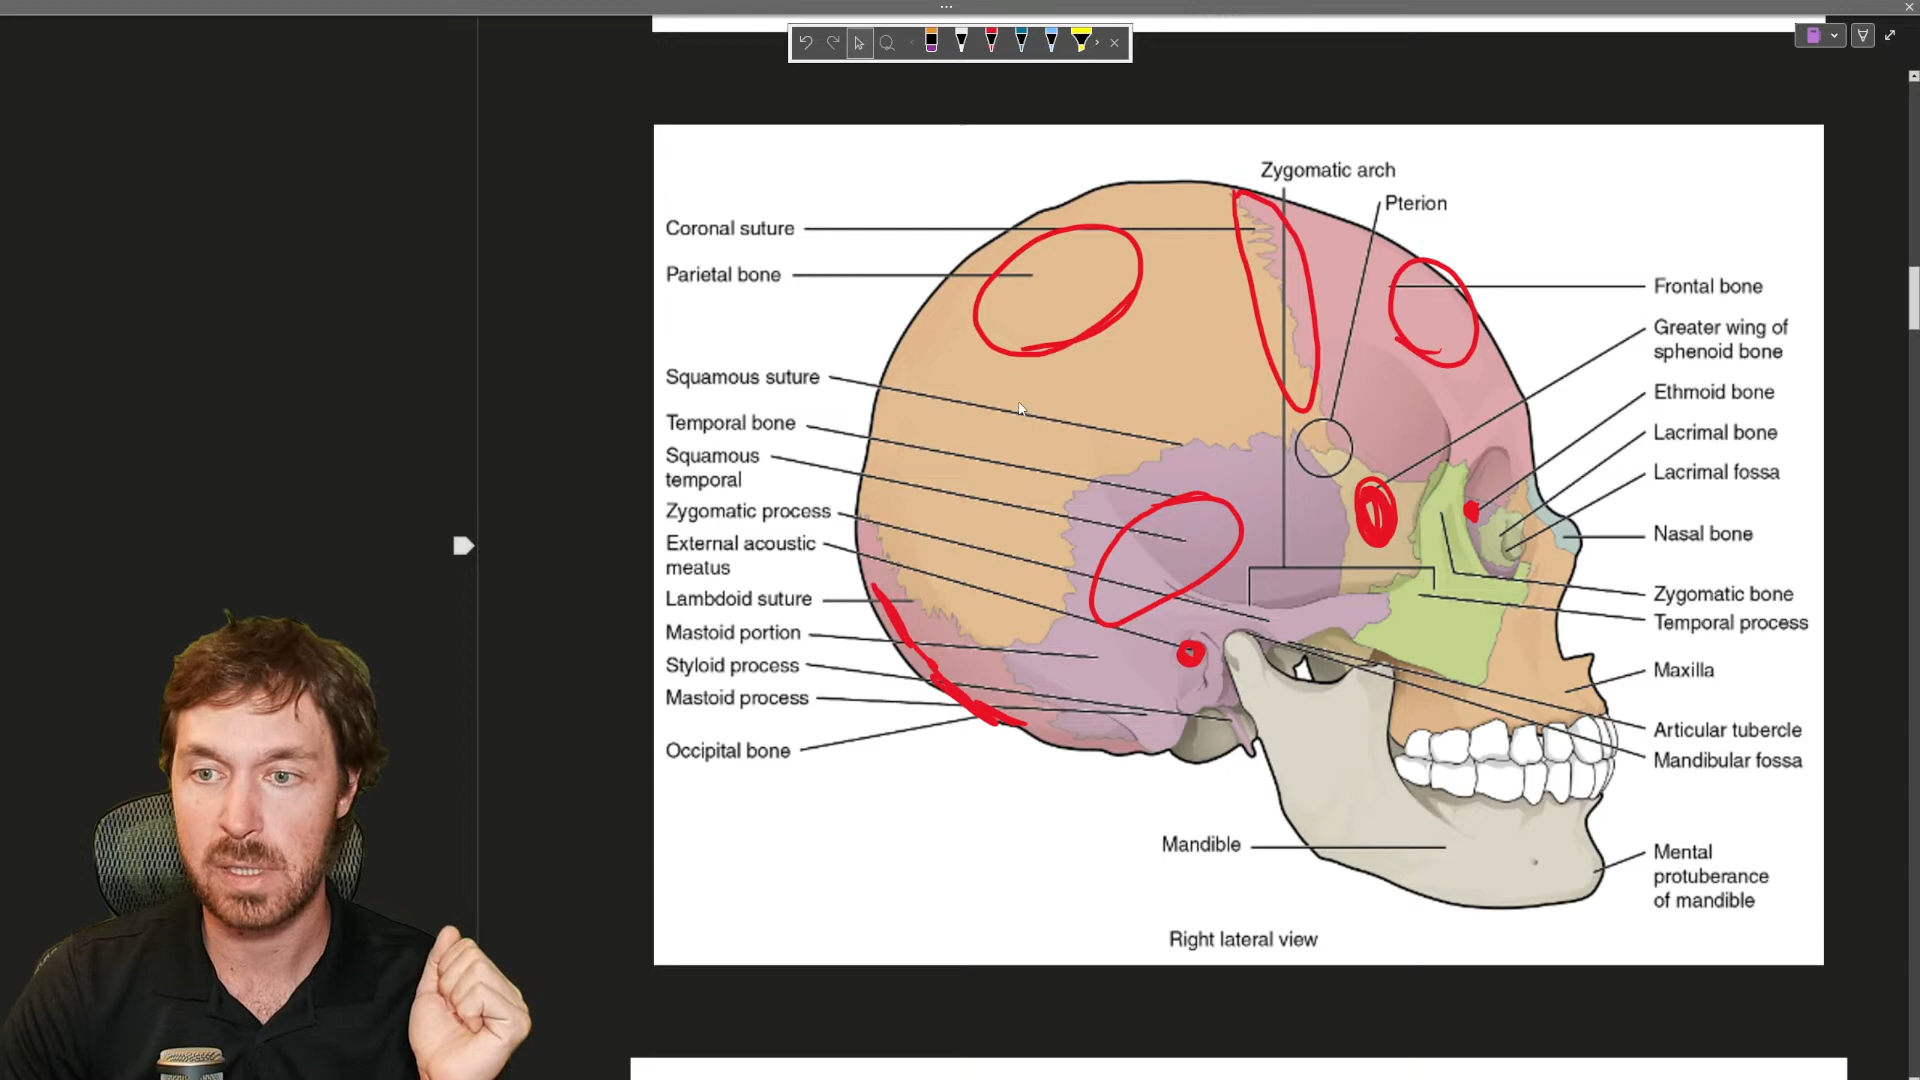 Zygomatic arch
Pterion
Coronal suture
Parietal bone
Squamous suture
Temporal bone
Squamous
temporal
Zygomatic process
External acoustic
meatus
Lambdoid suture
Mastoid portion
Styloid process
Mastoid process
Occipital bone
Frontal bone
Greater wing of
sphenoid bone
Ethmoid bone
Lacrimal bone
Lacrimal fossa
Nasal bone
Zygomatic bone
Temporal process
Maxilla
Articular tubercle
Mandibular fossa
Mandible
Mental
protuberance
of mandible
Right lateral view